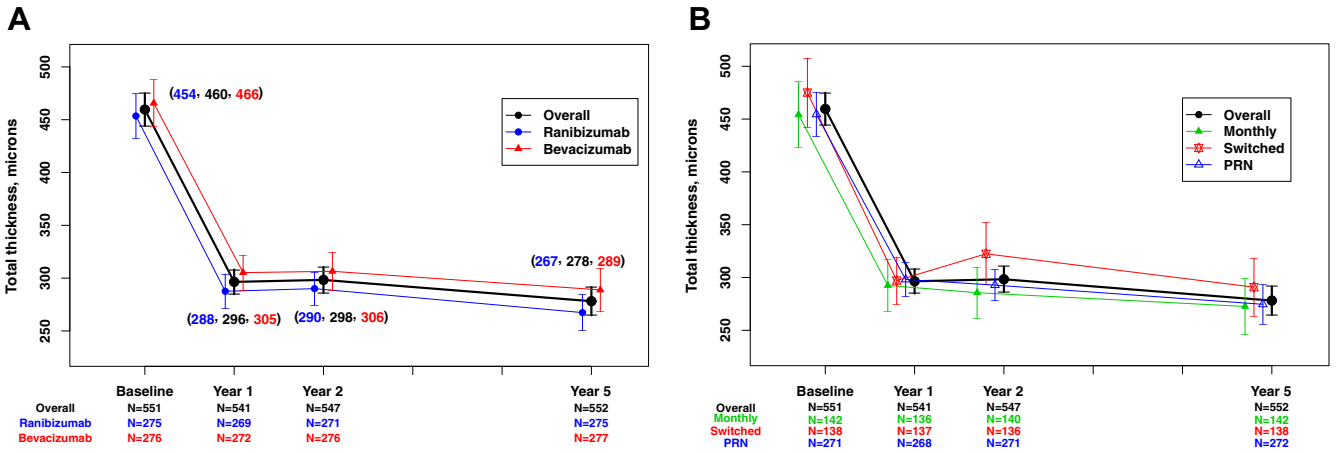 A
Total thickness, microns
500
450
400
350
300
250
(454, 460, 466)
Overall
Ranibizumab
Bevacizumab
(267, 278, 289)
(288, 296, 305)
(290, 298, 306)
Baseline Year 1 Year 2 Year 5
Overall N=551 N=541 N=547 N=552
Ranibizumab N=275 N=269 N=271 N=275
Bevacizumab N=276 N=272 N=276 N=277
B
Total thickness, microns
500
450
400
350
300
250
Overall
Monthly
Switched
PRN
Baseline Year 1 Year 2 Year 5
Overall N=551 N=541 N=547 N=552
Monthly N=142 N=136 N=140 N=142
Switched N=138 N=137 N=136 N=138
PRN N=271 N=268 N=271 N=272